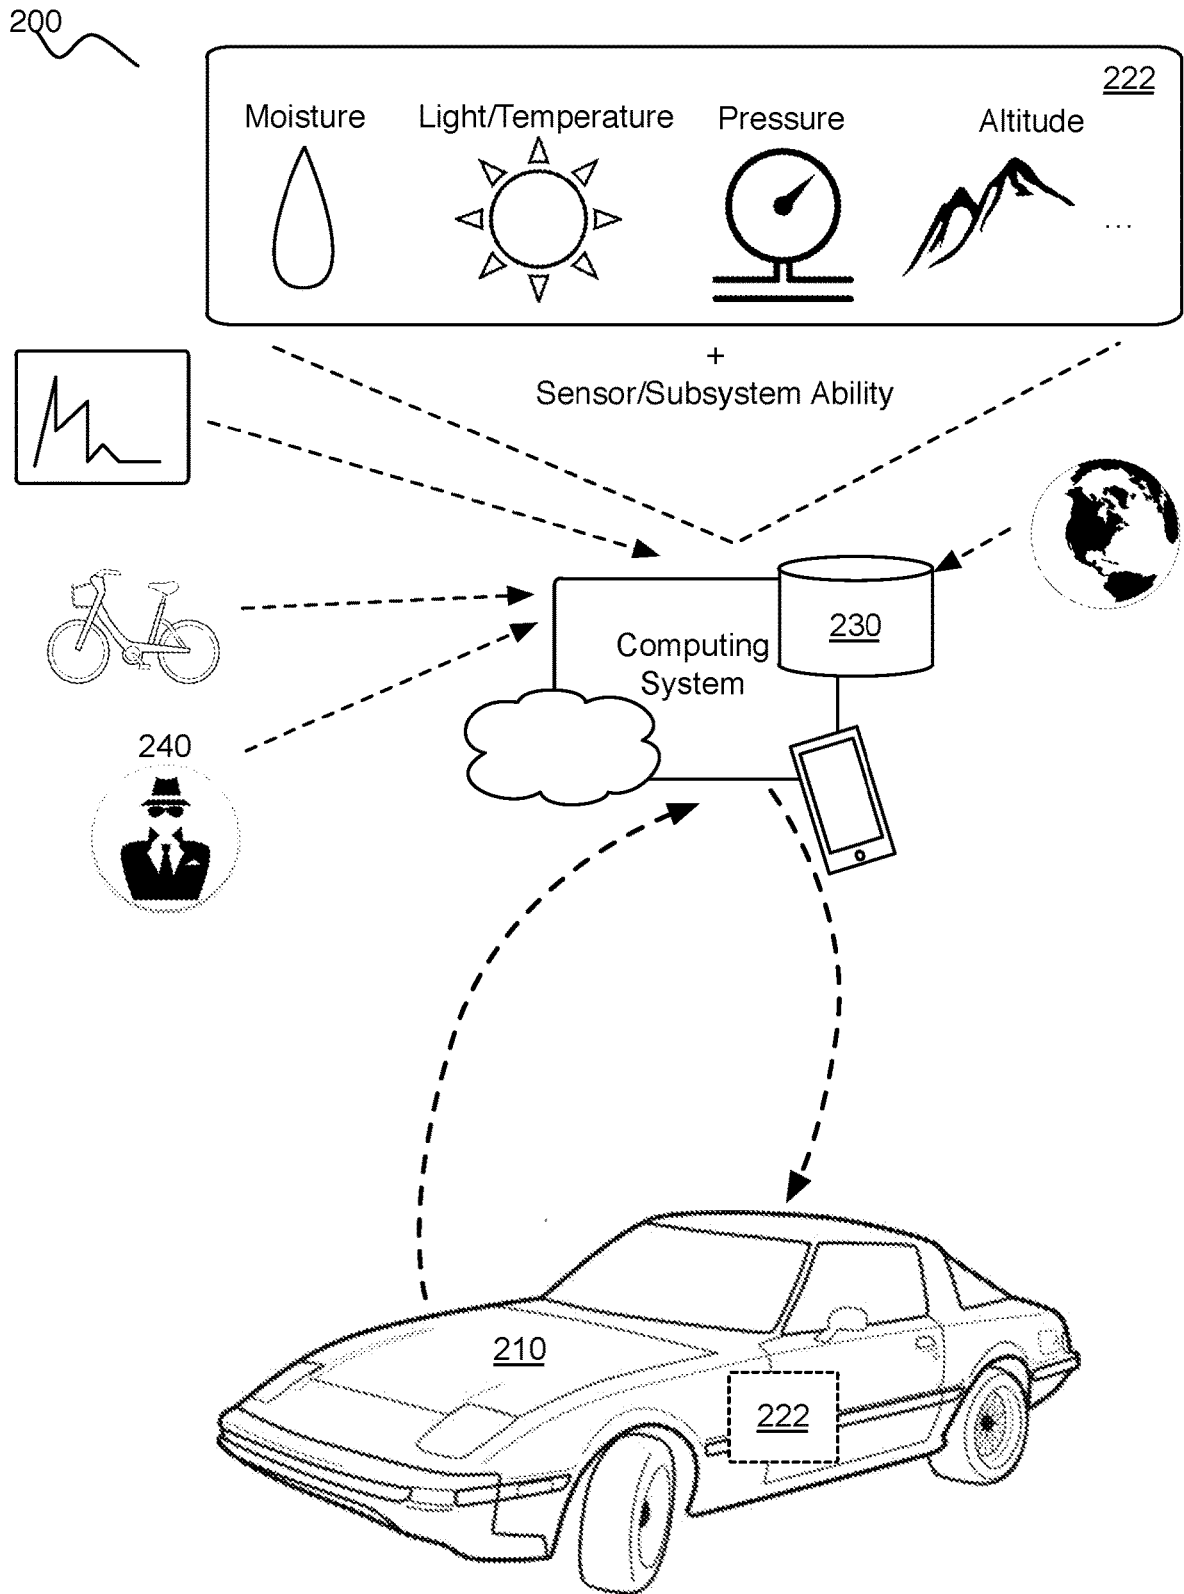 200
222
Moisture
Light/Temperature
Pressure
Altitude
...
+
Sensor/Subsystem Ability
230
Computing
System
240
210
222